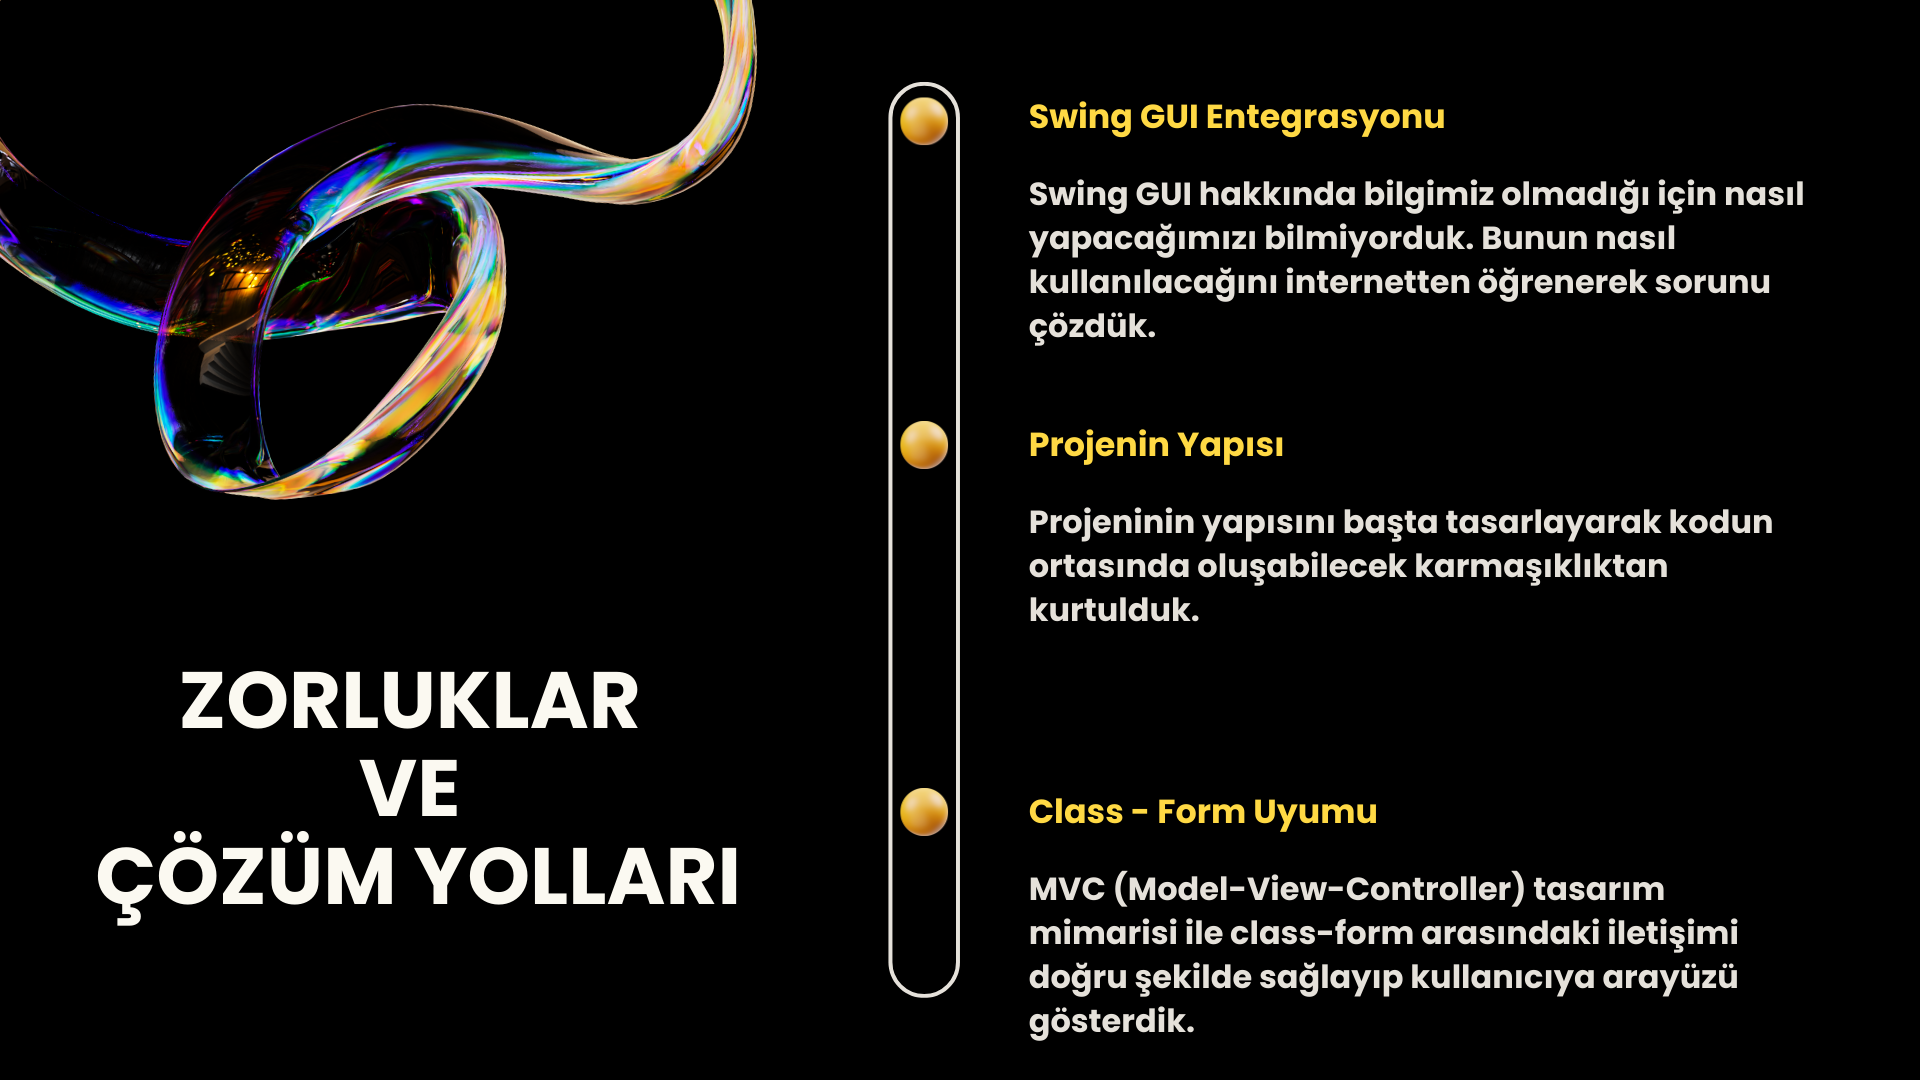 ZORLUKLAR
VE
ÇÖZÜM YOLLARI
Swing GUI Entegrasyonu
Swing GUI hakkında bilgimiz olmadığı için nasıl
yapacağımızı bilmiyorduk. Bunun nasıl
kullanılacağını internetten öğrenerek sorunu
çözdük.
Projenin Yapısı
Projeninin yapısını başta tasarlayarak kodun
ortasında oluşabilecek karmaşıklıktan
kurtulduk.
Class - Form Uyumu
MVC (Model-View-Controller) tasarım
mimarisi ile class-form arasındaki iletişimi
doğru şekilde sağlayıp kullanıcıya arayüzü
gösterdik.